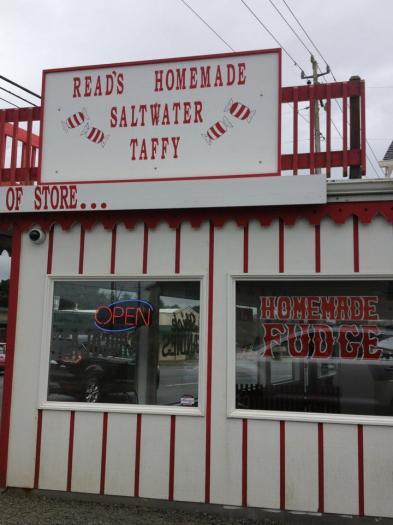 READ'S HOMEMADE
SALTWATER
TAFFY
OF STORE...
OPEN
HOMEMADE
FUDGE